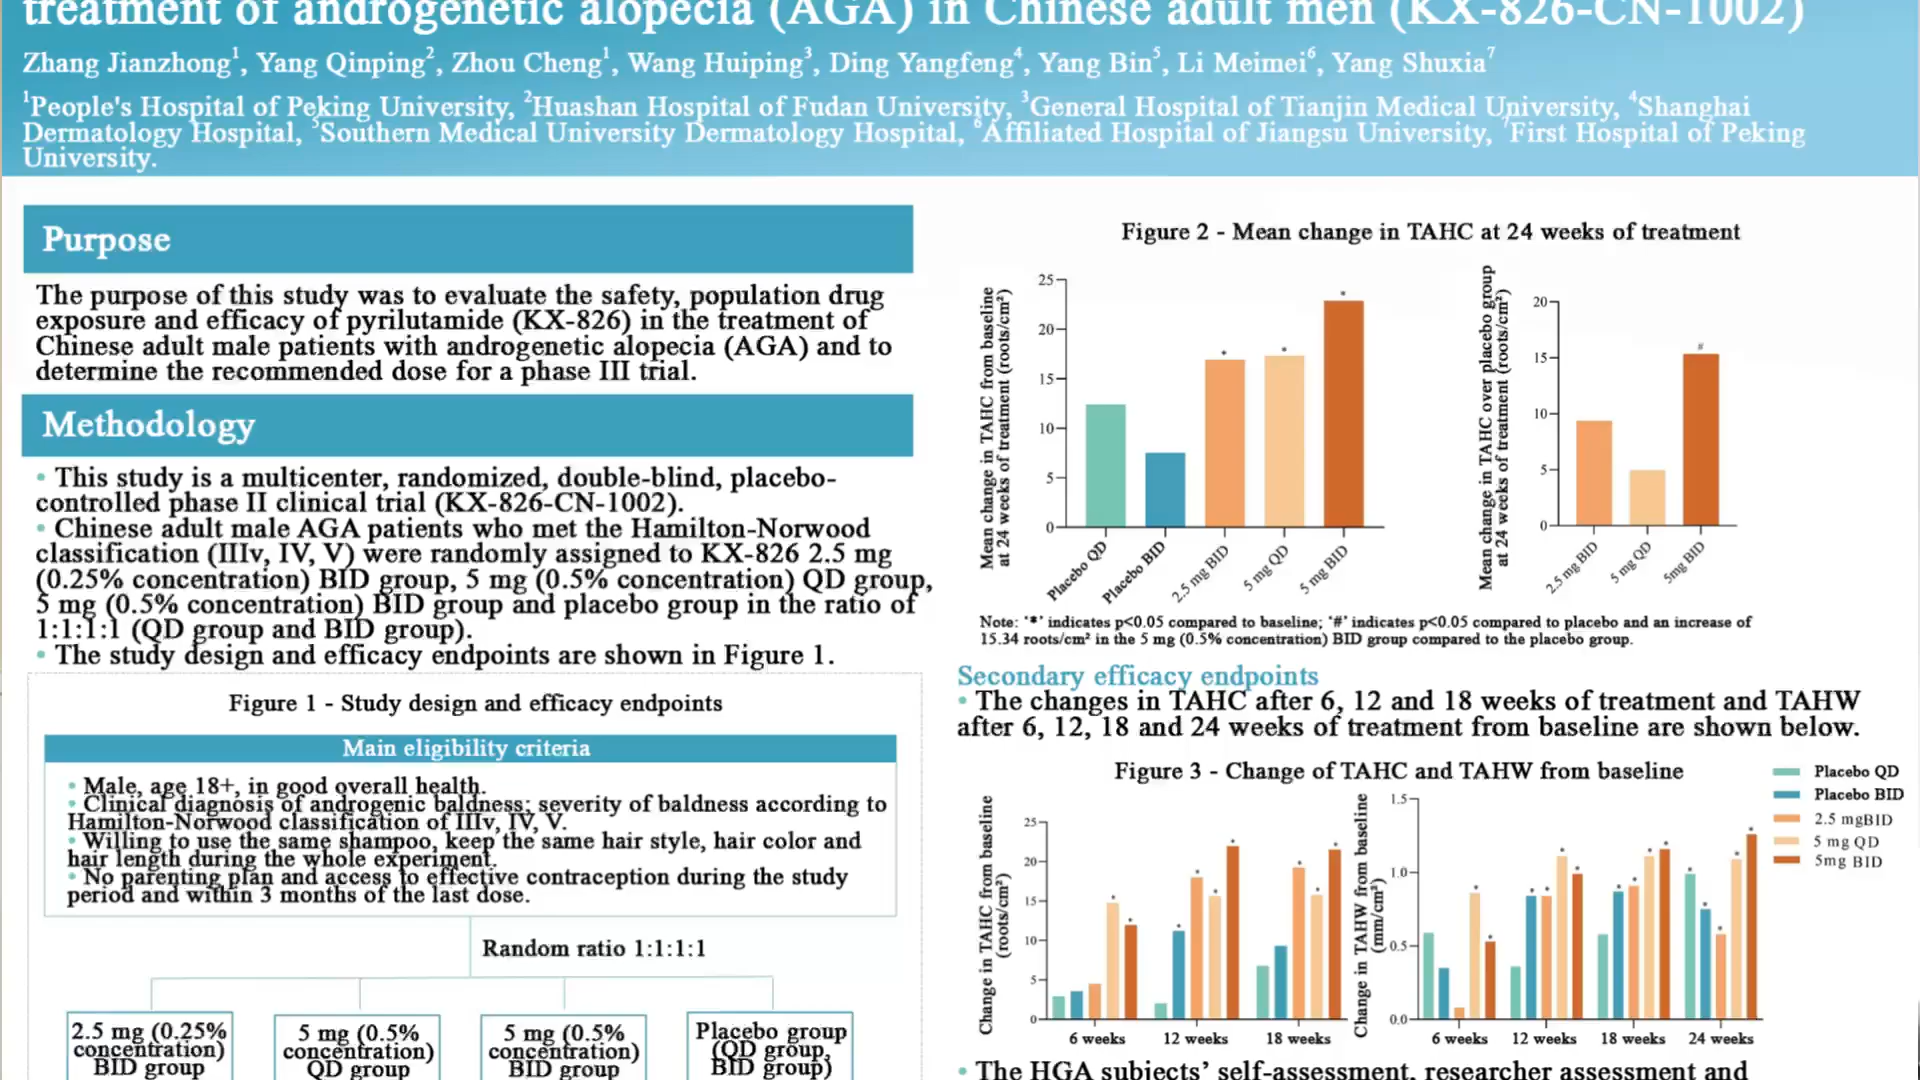 treatment of androgenetic alopecia (AGA) in Chinese adult men (KX-826-CN-1002)
Zhang Jianzhong1, Yang Qinping2, Zhou Cheng1, Wang Huiping3, Ding Yangfeng4, Yang Bin5, Li Meimei6, Yang Shuxia7
1People's Hospital of Peking University, 2Huashan Hospital of Fudan University, 3General Hospital of Tianjin Medical University, 4Shanghai
Dermatology Hospital, 5Southern Medical University Dermatology Hospital, 6Affiliated Hospital of Jiangsu University, 7First Hospital of Peking
University.
Purpose
The purpose of this study was to evaluate the safety, population drug
exposure and efficacy of pyrilutamide (KX-826) in the treatment of
Chinese adult male patients with androgenetic alopecia (AGA) and to
determine the recommended dose for a phase III trial.
Methodology
• This study is a multicenter, randomized, double-blind, placebo-
controlled phase II clinical trial (KX-826-CN-1002).
• Chinese adult male AGA patients who met the Hamilton-Norwood
classification (IIIv, IV, V) were randomly assigned to KX-826 2.5 mg
(0.25% concentration) BID group, 5 mg (0.5% concentration) QD group,
5 mg (0.5% concentration) BID group and placebo group in the ratio of
1:1:1:1 (QD group and BID group).
• The study design and efficacy endpoints are shown in Figure 1.
Figure 1 - Study design and efficacy endpoints
Main eligibility criteria
• Male, age 18+, in good overall health.
• Clinical diagnosis of androgenic baldness; severity of baldness according to
Hamilton-Norwood classification of IIIv, IV, V.
• Willing to use the same shampoo, keep the same hair style, hair color and
hair length during the whole experiment.
• No parenting plan and access to effective contraception during the study
period and within 3 months of the last dose.
Random ratio 1:1:1:1
2.5 mg (0.25%
concentration)
BID group
5 mg (0.5%
concentration)
QD group
5 mg (0.5%
concentration)
BID group
Placebo group
(QD group,
BID group)
Figure 2 - Mean change in TAHC at 24 weeks of treatment
Mean change in TAHC from baseline
at 24 weeks of treatment (roots/cm²)
25
20
15
10
5
0
* * *
Placebo QD
Placebo BID
2.5 mg BID
5 mg QD
5 mg BID
Mean change in TAHC over placebo group
at 24 weeks of treatment (roots/cm²)
20
15
10
5
0
#
2.5 mg BID
5 mg QD
5mg BID
Note: '*' indicates p<0.05 compared to baseline; '#' indicates p<0.05 compared to placebo and an increase of
15.34 roots/cm² in the 5 mg (0.5% concentration) BID group compared to the placebo group.
Secondary efficacy endpoints
• The changes in TAHC after 6, 12 and 18 weeks of treatment and TAHW
after 6, 12, 18 and 24 weeks of treatment from baseline are shown below.
Figure 3 - Change of TAHC and TAHW from baseline
Placebo QD
Placebo BID
2.5 mgBID
5 mg QD
5mg BID
Change in TAHC from baseline
(roots/cm²)
25
20
15
10
5
0
* * * * * * * * *
6 weeks
12 weeks
18 weeks
Change in TAHW from baseline
(mm/cm²)
1.5
1.0
0.5
0.0
* * * * * * * * * * * * * * *
6 weeks
12 weeks
18 weeks
24 weeks
• The HGA subjects' self-assessment, researcher assessment and